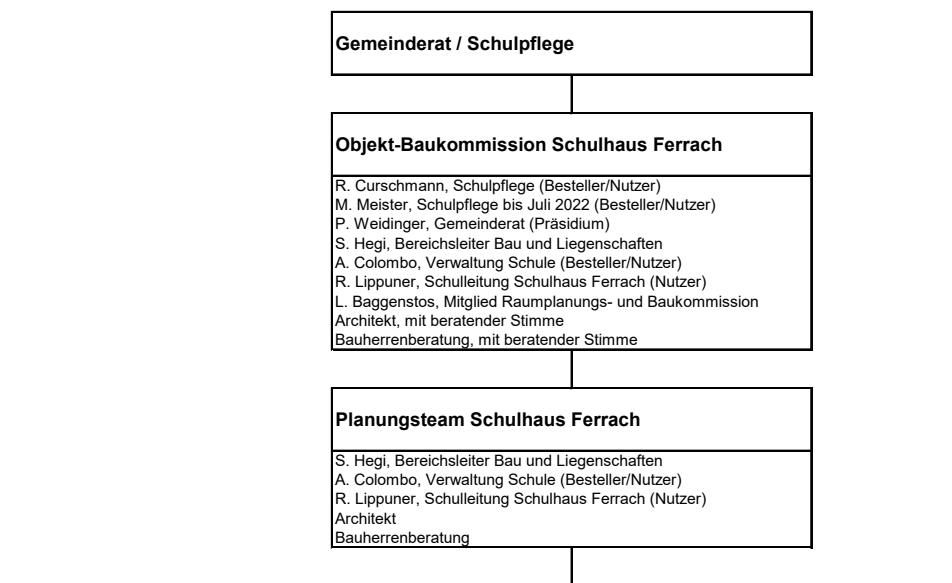 Gemeinderat / Schulpflege
Objekt-Baukommission Schulhaus Ferrach
R. Curschmann, Schulpflege (Besteller/Nutzer)
M. Meister, Schulpflege bis Juli 2022 (Besteller/Nutzer)
P. Weidinger, Gemeinderat (Präsidium)
S. Hegi, Bereichsleiter Bau und Liegenschaften
A. Colombo, Verwaltung Schule (Besteller/Nutzer)
R. Lippuner, Schulleitung Schulhaus Ferrach (Nutzer)
L. Baggenstos, Mitglied Raumplanungs- und Baukommission
Architekt, mit beratender Stimme
Bauherrenberatung, mit beratender Stimme
Planungsteam Schulhaus Ferrach
S. Hegi, Bereichsleiter Bau und Liegenschaften
A. Colombo, Verwaltung Schule (Besteller/Nutzer)
R. Lippuner, Schulleitung Schulhaus Ferrach (Nutzer)
Architekt
Bauherrenberatung